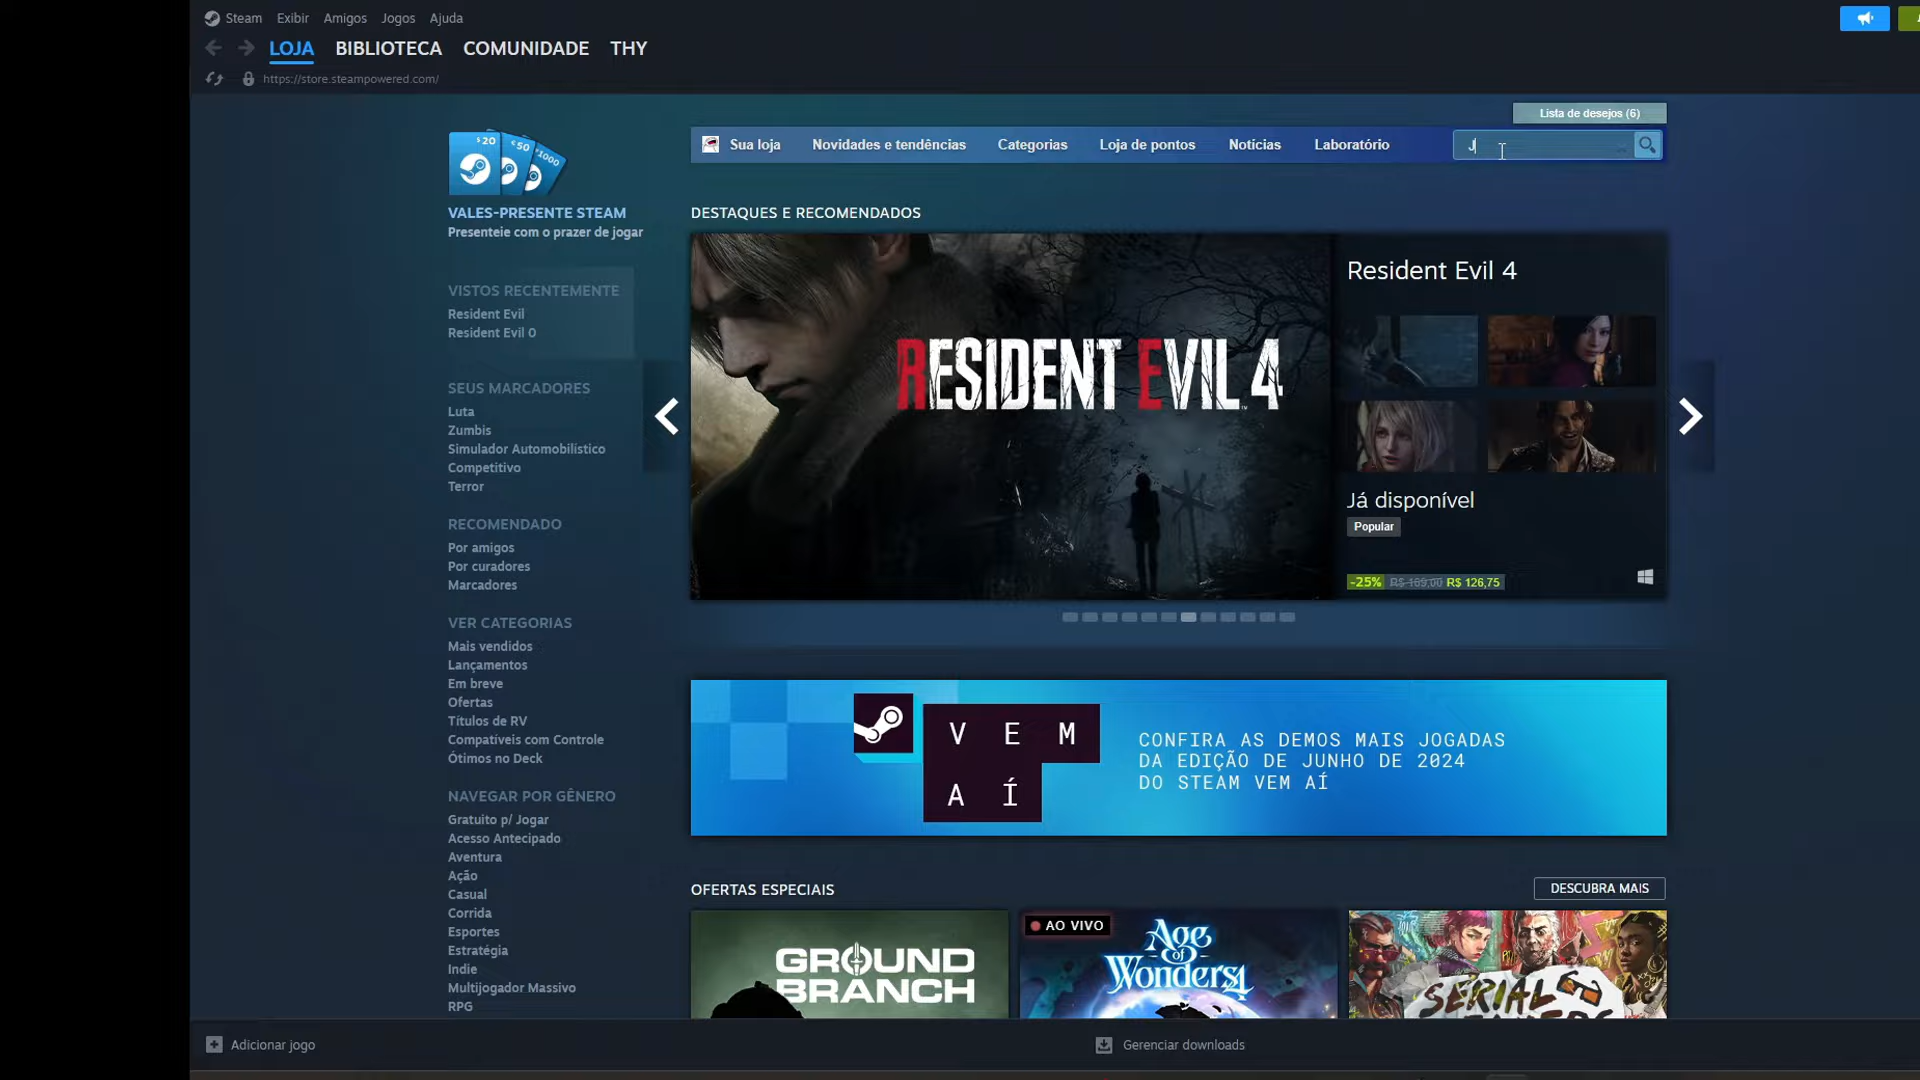 Steam Exibir Amigos Jogos Ajuda
LOJA BIBLIOTECA COMUNIDADE THY
https://store.steampowered.com/
Lista de desejos (6)
Sua loja Novidades e tendências Categorias Loja de pontos Notícias Laboratório J
$20 €50 ¥1000
VALES-PRESENTE STEAM
Presenteie com o prazer de jogar
VISTOS RECENTEMENTE
Resident Evil
Resident Evil 0
SEUS MARCADORES
Luta
Zumbis
Simulador Automobilístico
Competitivo
Terror
RECOMENDADO
Por amigos
Por curadores
Marcadores
VER CATEGORIAS
Mais vendidos
Lançamentos
Em breve
Ofertas
Títulos de RV
Compatíveis com Controle
Ótimos no Deck
NAVEGAR POR GÊNERO
Gratuito p/ Jogar
Acesso Antecipado
Aventura
Ação
Casual
Corrida
Esportes
Estratégia
Indie
Multijogador Massivo
RPG
DESTAQUES E RECOMENDADOS
RESIDENT EVIL 4
Resident Evil 4
Já disponível
Popular
-25% R$ 169,00 R$ 126,75
VEM
AÍ
CONFIRA AS DEMOS MAIS JOGADAS
DA EDIÇÃO DE JUNHO DE 2024
DO STEAM VEM AÍ
OFERTAS ESPECIAIS
DESCUBRA MAIS
GROUND
BRANCH
AO VIVO
Age
of
Wonders 4
SERIAL
Adicionar jogo
Gerenciar downloads